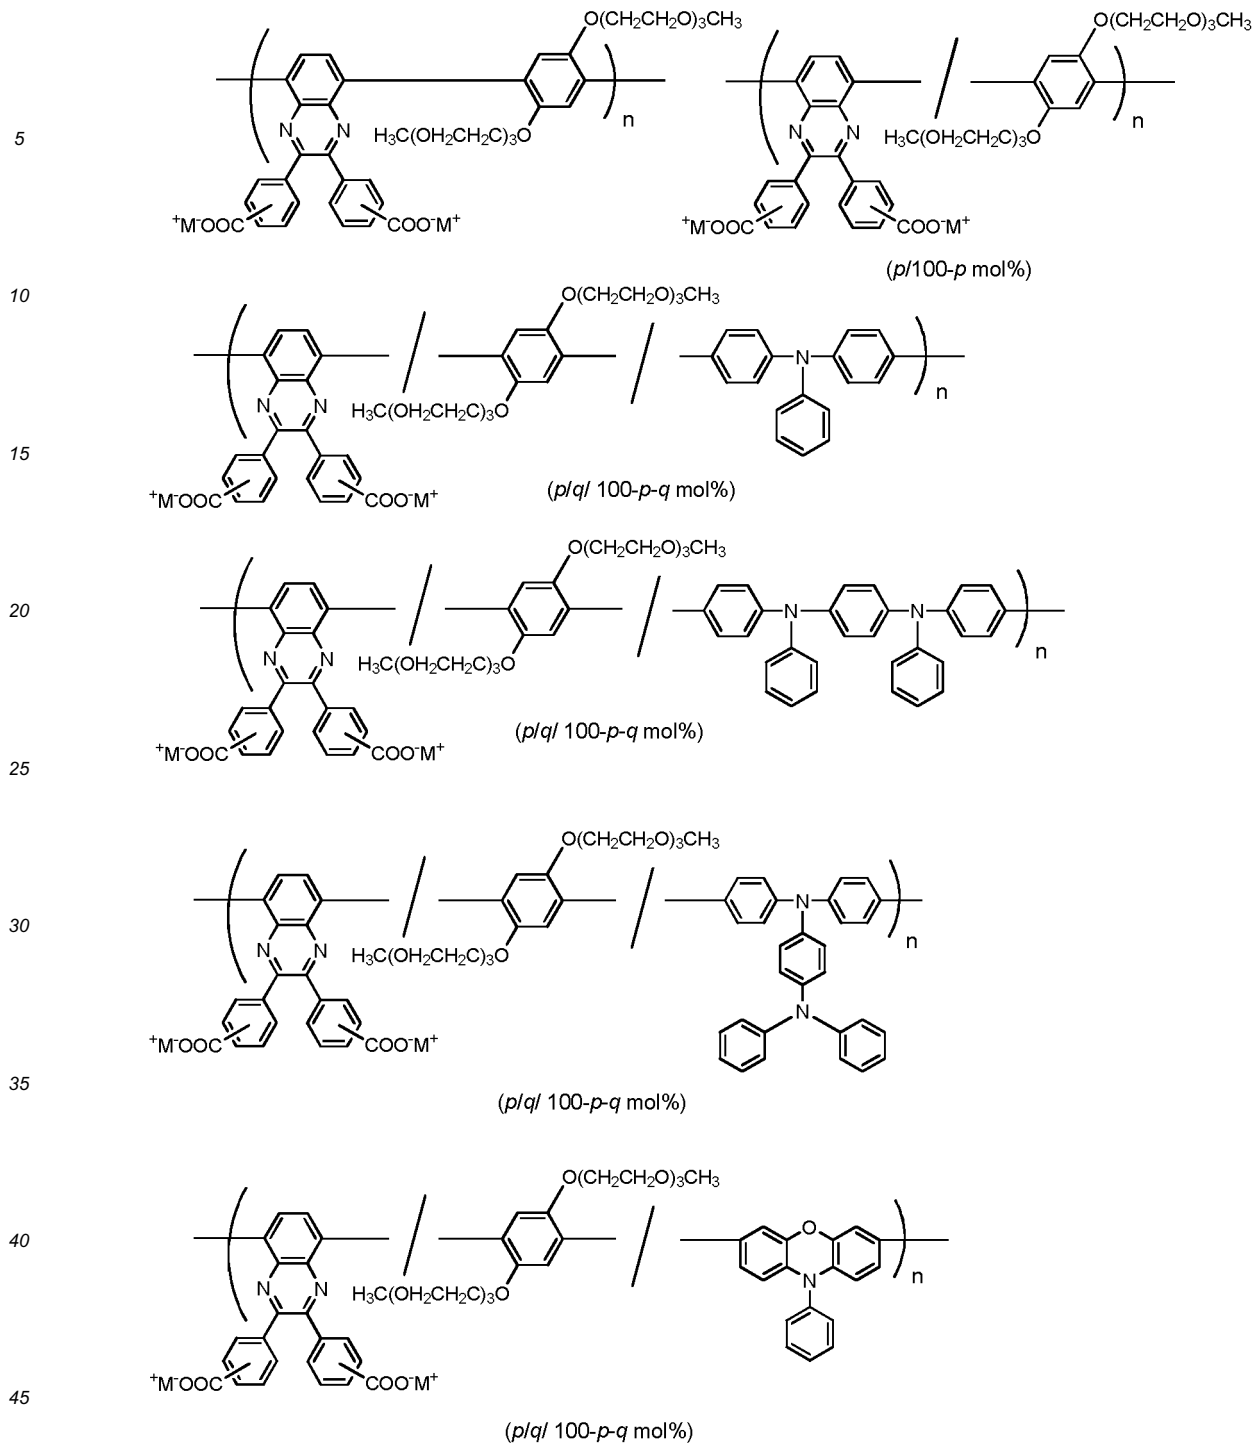 O(CH2CH2O)3CH3 O(CH2CH2O)3CH3
n n
5 N N H3C(OH2CH2C)3O N N H3C(OH2CH2C)3O
+M-OOC COO-M+ +M-OOC COO-M+
(p/100-p mol%)
10 O(CH2CH2O)3CH3
N
n
N N H3C(OH2CH2C)3O
15
+M-OOC COO-M+ (p/q/ 100-p-q mol%)
O(CH2CH2O)3CH3
20 N N
n
N N H3C(OH2CH2C)3O
(p/q/ 100-p-q mol%)
+M-OOC COO-M+
25
O(CH2CH2O)3CH3
N
30 n
N N H3C(OH2CH2C)3O
N
+M-OOC COO-M+
35
(p/q/ 100-p-q mol%)
O(CH2CH2O)3CH3
40 O
n
N N H3C(OH2CH2C)3O N
+M-OOC COO-M+
45
(p/q/ 100-p-q mol%)